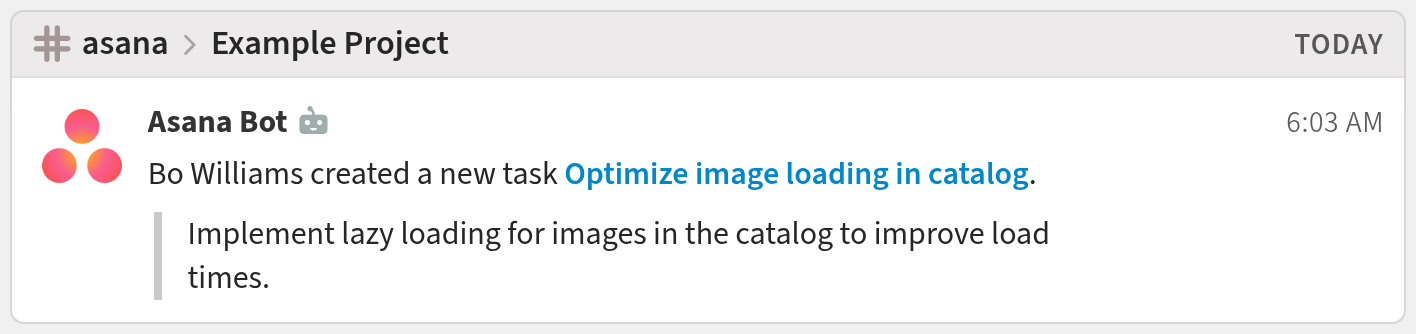 asana > Example Project TODAY
Asana Bot 6:03 AM
Bo Williams created a new task Optimize image loading in catalog.
Implement lazy loading for images in the catalog to improve load
times.